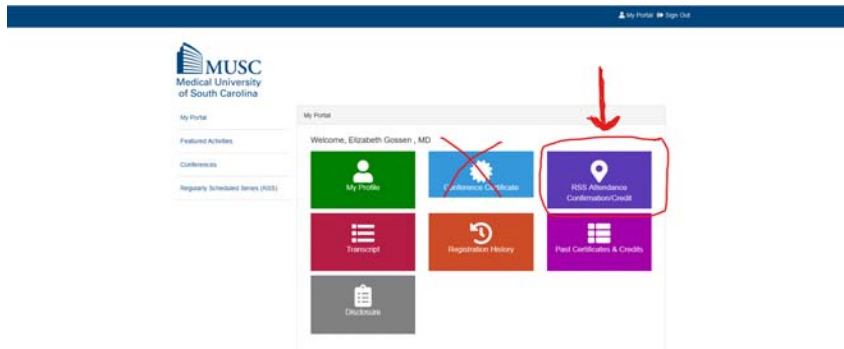 My Portal Sign Out
MUSC
Medical University
of South Carolina
My Portal
Featured Activities
Conferences
Regularly Scheduled Series (RSS)
My Portal
Welcome, Elizabeth Gossen , MD
My Profile
Conference Certificate
RSS Attendance
Confirmation/Credit
Transcript
Registration History
Past Certificates & Credits
Disclosure